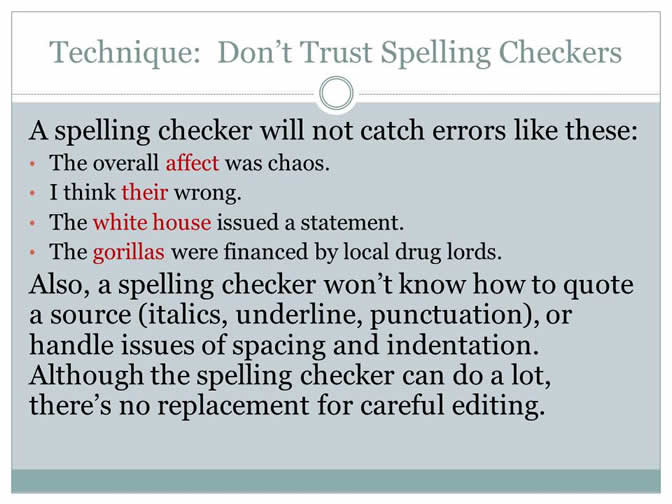 Technique:  Don’t Trust Spelling Checkers
A spelling checker will not catch errors like these:
• The overall affect was chaos.
• I think their wrong.
• The white house issued a statement.
• The gorillas were financed by local drug lords.
Also, a spelling checker won’t know how to quote
a source (italics, underline, punctuation), or
handle issues of spacing and indentation.
Although the spelling checker can do a lot,
there’s no replacement for careful editing.